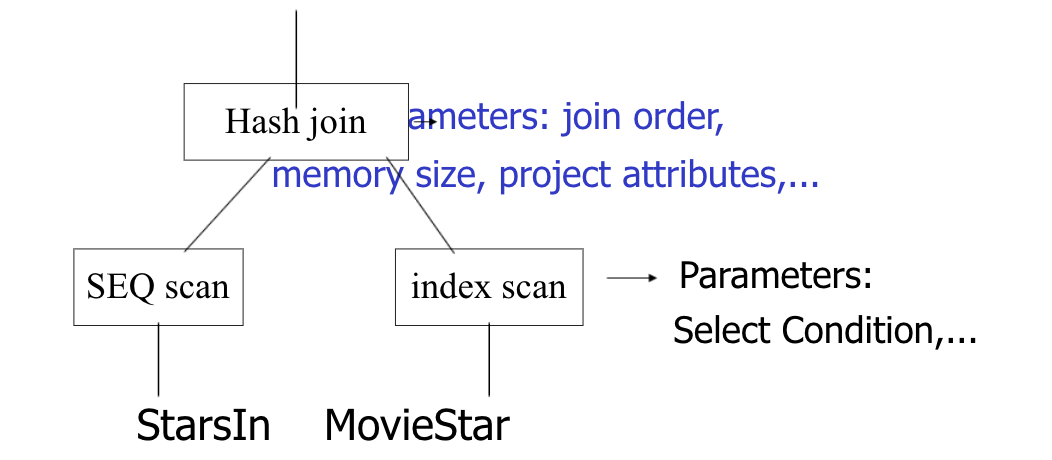 Hash join
ameters: join order,
memory size, project attributes,...
SEQ scan
index scan
Parameters:
Select Condition,...
StarsIn
MovieStar